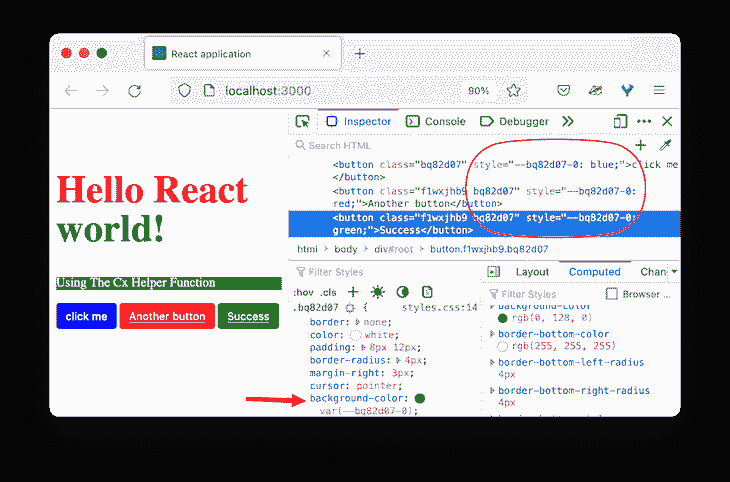 React application
localhost:3000
90%
Inspector Console Debugger
Search HTML
<button class="bq82d07" style="--bq82d07-0: blue;">click me
</button>
<button class="f1wxjhb9 bq82d07" style="--bq82d07-0:
red;">Another button</button>
<button class="f1wxjhb9 bq82d07" style="--bq82d07-0:
green;">Success</button>
html body div#root button.f1wxjhb9.bq82d07
Hello React
world!
Using The Cx Helper Function
click me Another button Success
Filter Styles
:hov .cls
.bq82d07 { styles.css:14
border: none;
color: white;
padding: 8px 12px;
border-radius: 4px;
margin-right: 3px;
cursor: pointer;
background-color:
var(--bq82d07-0);
Layout Computed Chan
Filter Styles Browser ...
background-color
rgb(0, 128, 0)
border-bottom-color
rgb(255, 255, 255)
border-bottom-left-radius
4px
border-bottom-right-radius
4px